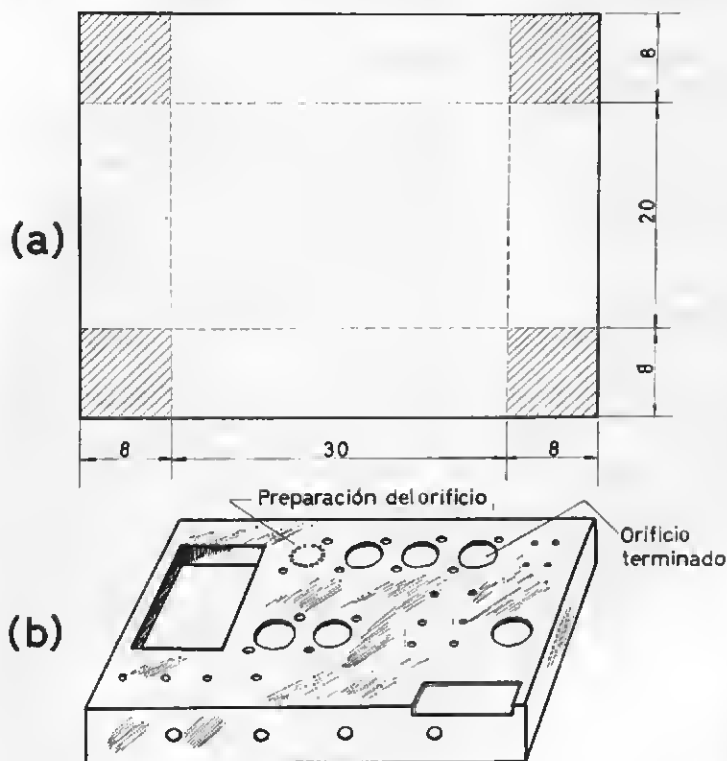 (a)
8
20
8
8
30
8
Preparación del orificio
Orificio
terminado
(b)